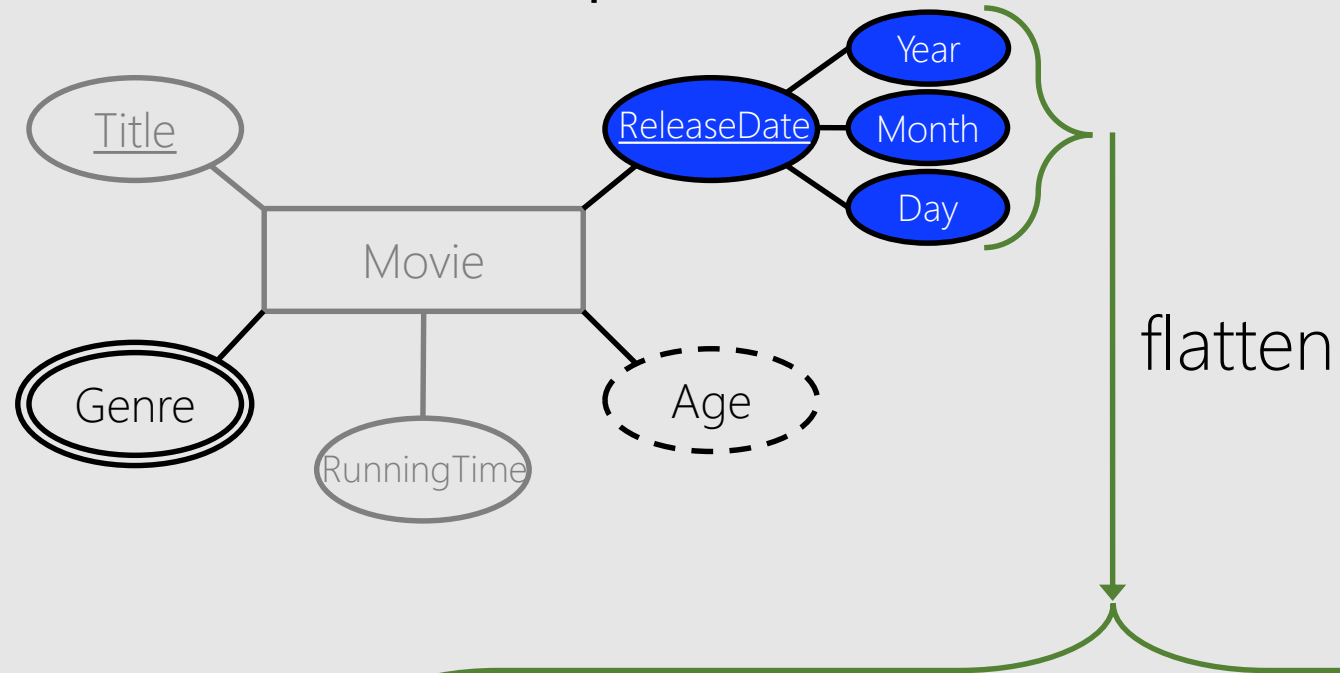 Year
Title
ReleaseDate
Month
Day
Movie
flatten
Genre
Age
RunningTime